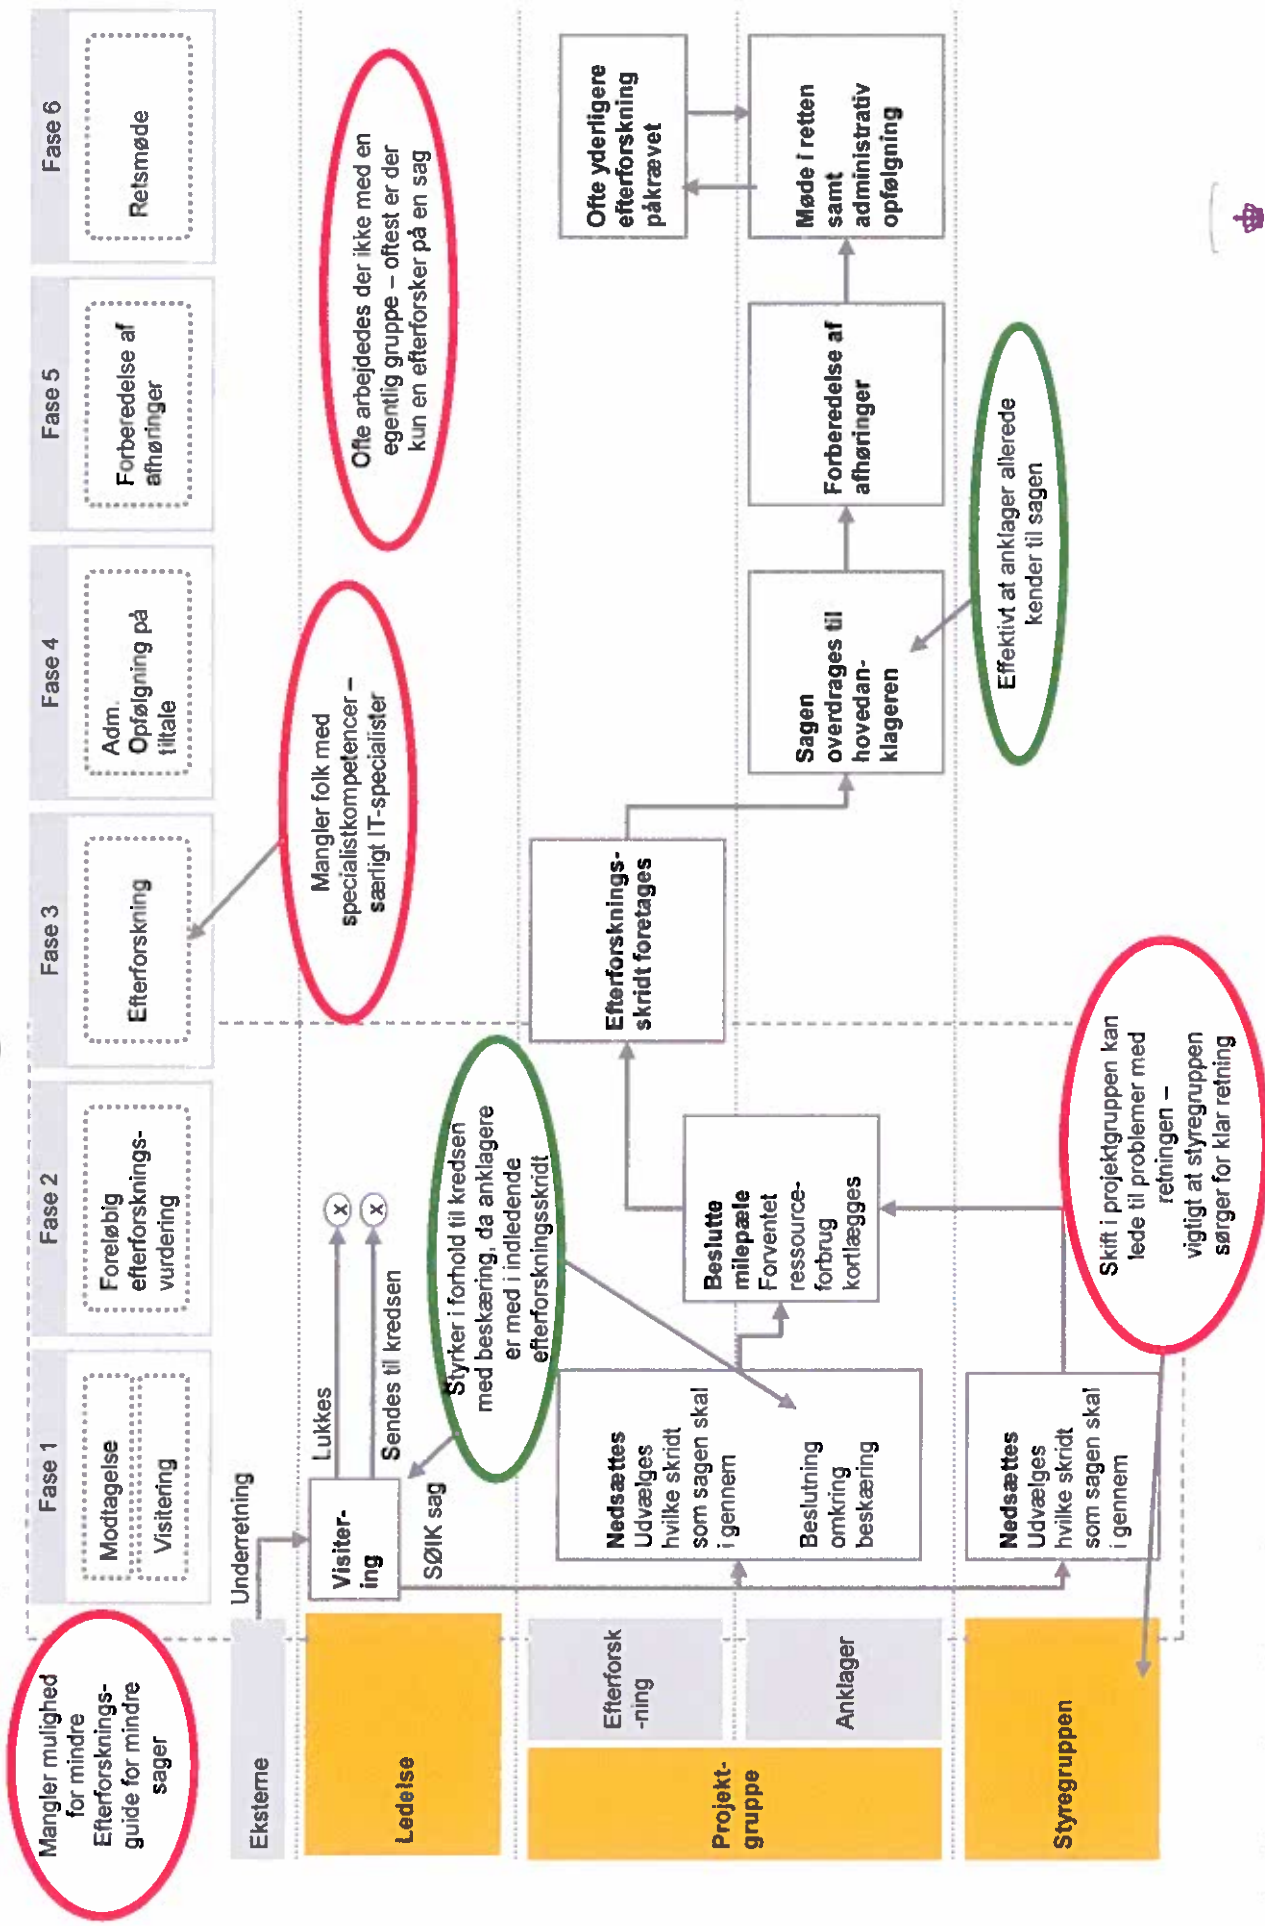 Mangler mulighed
for mindre
Efterforsknings-
guide for mindre
sager
Fase 1
Fase 2
Fase 3
Fase 4
Fase 5
Fase 6
Modtagelse
Visitering
Foreløbig
efterforsknings-
vurdering
Efterforskning
Adm.
Opfølgning på
tiltale
Forberedelse af
afhøringer
Retsmøde
Eksterne
Underretning
Ledelse
Visiter-
ing
Lukkes
X
Sendes til kredsen
X
SØIK sag
Mangler folk med
specialistkompetencer –
særligt IT-specialister
Ofte arbejdedes der ikke med en
egentlig gruppe – oftest er der
kun en efterforsker på en sag
Styrker i forhold til kredsen
med beskæring, da anklagere
er med i indledende
efterforskningsskridt
Projekt-
gruppe
Efterforsk
-ning
Anklager
Nedsættes
Udvælges
hvilke skridt
som sagen skal
igennem
Beslutning
omkring
beskæring
Beslutte
milepæle
Forventet
ressource-
forbrug
kortlægges
Efterforsknings-
skridt foretages
Sagen
overdrages til
hovedan-
klageren
Forberedelse af
afhøringer
Ofte yderligere
efterforskning
påkrævet
Møde i retten
samt
administrativ
opfølgning
Styregruppen
Nedsættes
Udvælges
hvilke skridt
som sagen skal
igennem
Effektivt at anklager allerede
kender til sagen
Skift i projektgruppen kan
lede til problemer med
retningen –
vigtigt at styregruppen
sørger for klar retning